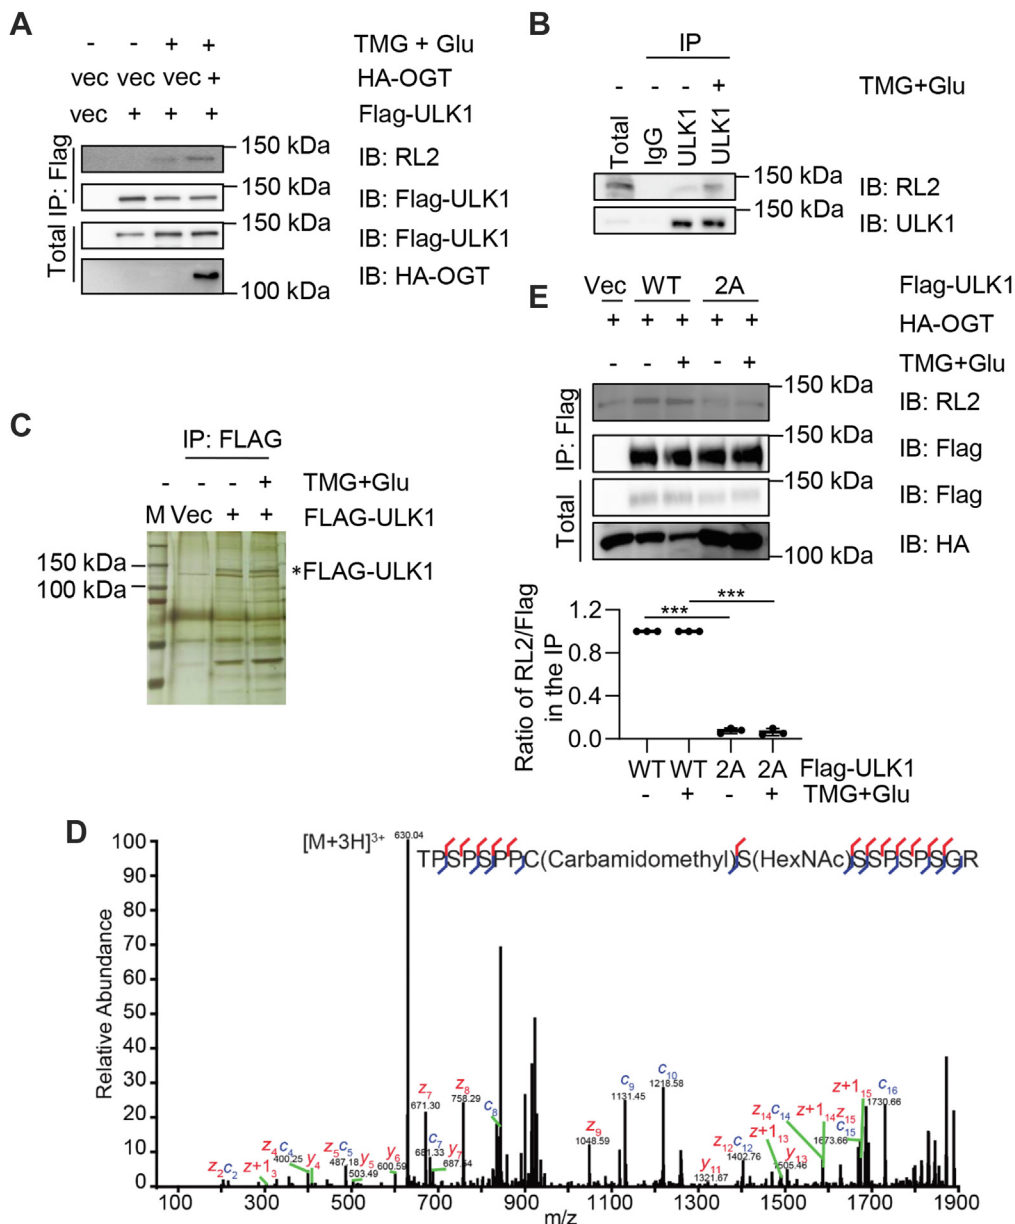 A
- - + + TMG + Glu
vec vec vec + HA-OGT
vec + + + Flag-ULK1
IP: Flag
150 kDa IB: RL2
150 kDa IB: Flag-ULK1
Total
150 kDa IB: Flag-ULK1
100 kDa IB: HA-OGT
B
IP
- - - + TMG+Glu
Total IgG ULK1 ULK1
150 kDa IB: RL2
150 kDa IB: ULK1
C
IP: FLAG
- - - + TMG+Glu
M Vec + + FLAG-ULK1
150 kDa *FLAG-ULK1
100 kDa
E
Vec WT 2A Flag-ULK1
+ + + + + HA-OGT
- - + - + TMG+Glu
IP: Flag
150 kDa IB: RL2
150 kDa IB: Flag
Total
150 kDa IB: Flag
100 kDa IB: HA
Ratio of RL2/Flag
in the IP
1.2
0.8
0.4
0.0
***
***
WT WT 2A 2A Flag-ULK1
- + - + TMG+Glu
D
[M+3H]3+ 630.04
TPSPSPPC(Carbamidomethyl)S(HexNAc)SSPSPSGR
Relative Abundance
100
90
80
70
60
50
40
30
20
10
0
z2 c2
z+13
z4 c4
400.25
y4
z5 c5
487.18
y5
503.49
y6
600.59
z7
671.30
c7
681.33
y7
687.54
z8
758.29
c8
z9
1048.59
c9
1131.45
c10
1218.58
y11
1321.67
z12 c12
1402.76
z+113
y13
1505.46
z14 c14
z+114
z15
c15
1673.66
z+115
c16
1730.66
100 300 500 700 900 1100 1300 1500 1700 1900
m/z